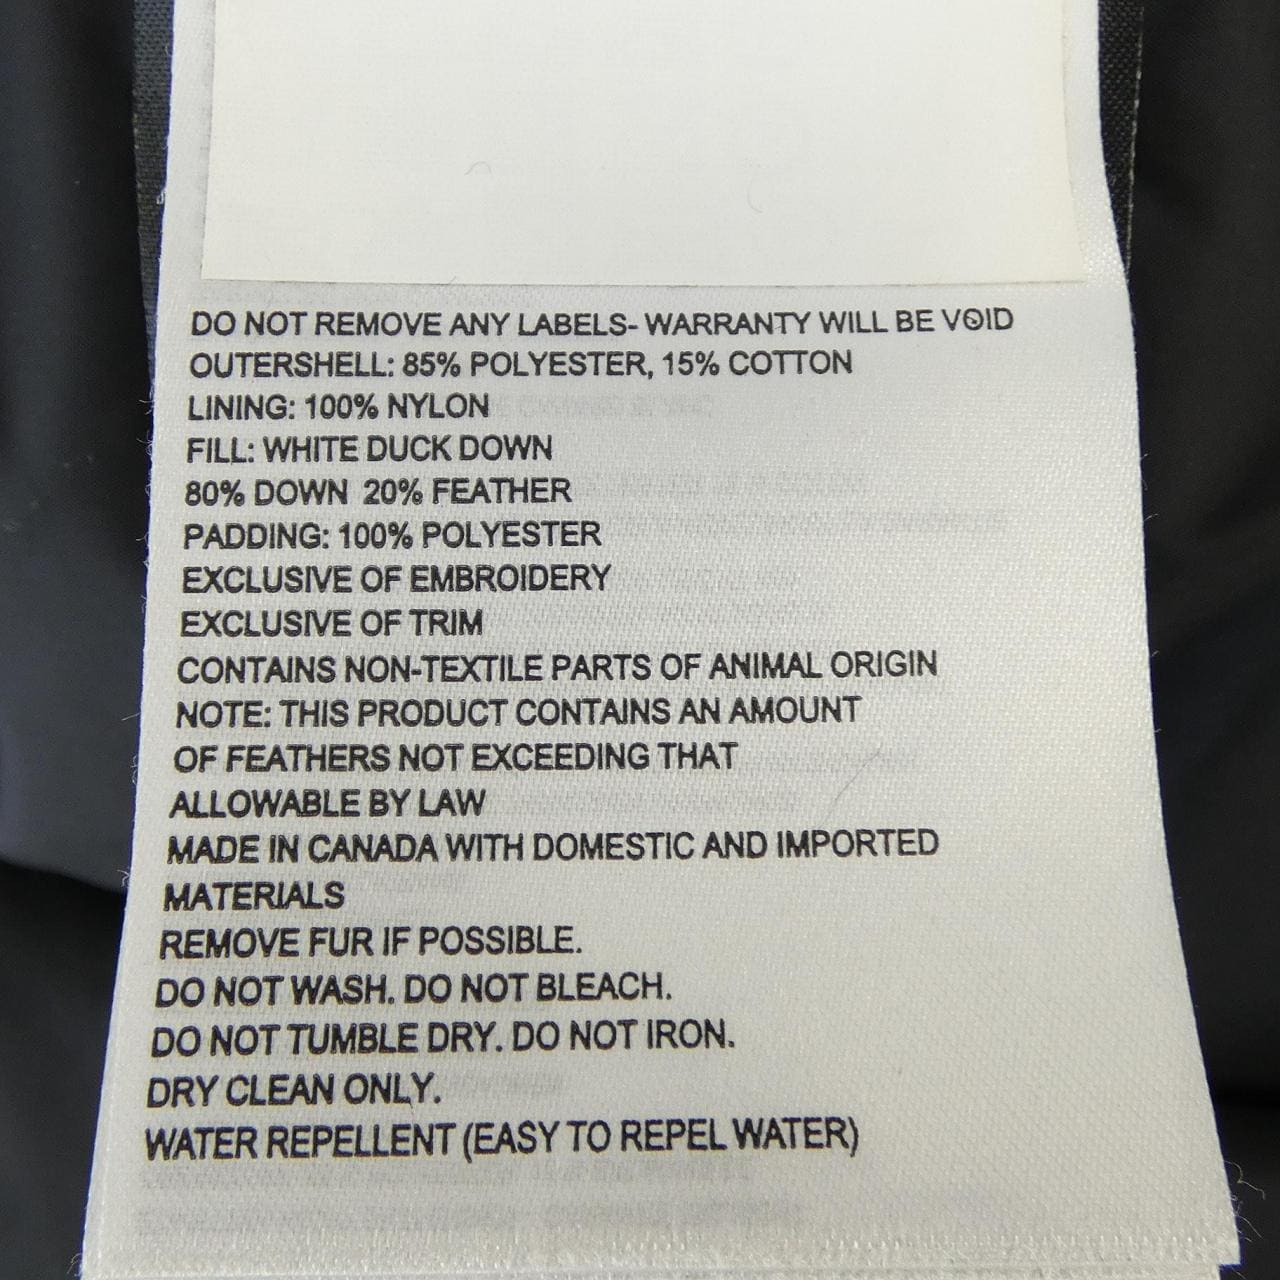 DO NOT REMOVE ANY LABELS- WARRANTY WILL BE VOID
OUTERSHELL: 85% POLYESTER, 15% COTTON
LINING: 100% NYLON
FILL: WHITE DUCK DOWN
80% DOWN  20% FEATHER
PADDING: 100% POLYESTER
EXCLUSIVE OF EMBROIDERY
EXCLUSIVE OF TRIM
CONTAINS NON-TEXTILE PARTS OF ANIMAL ORIGIN
NOTE: THIS PRODUCT CONTAINS AN AMOUNT
OF FEATHERS NOT EXCEEDING THAT
ALLOWABLE BY LAW
MADE IN CANADA WITH DOMESTIC AND IMPORTED
MATERIALS
REMOVE FUR IF POSSIBLE.
DO NOT WASH. DO NOT BLEACH.
DO NOT TUMBLE DRY. DO NOT IRON.
DRY CLEAN ONLY.
WATER REPELLENT (EASY TO REPEL WATER)